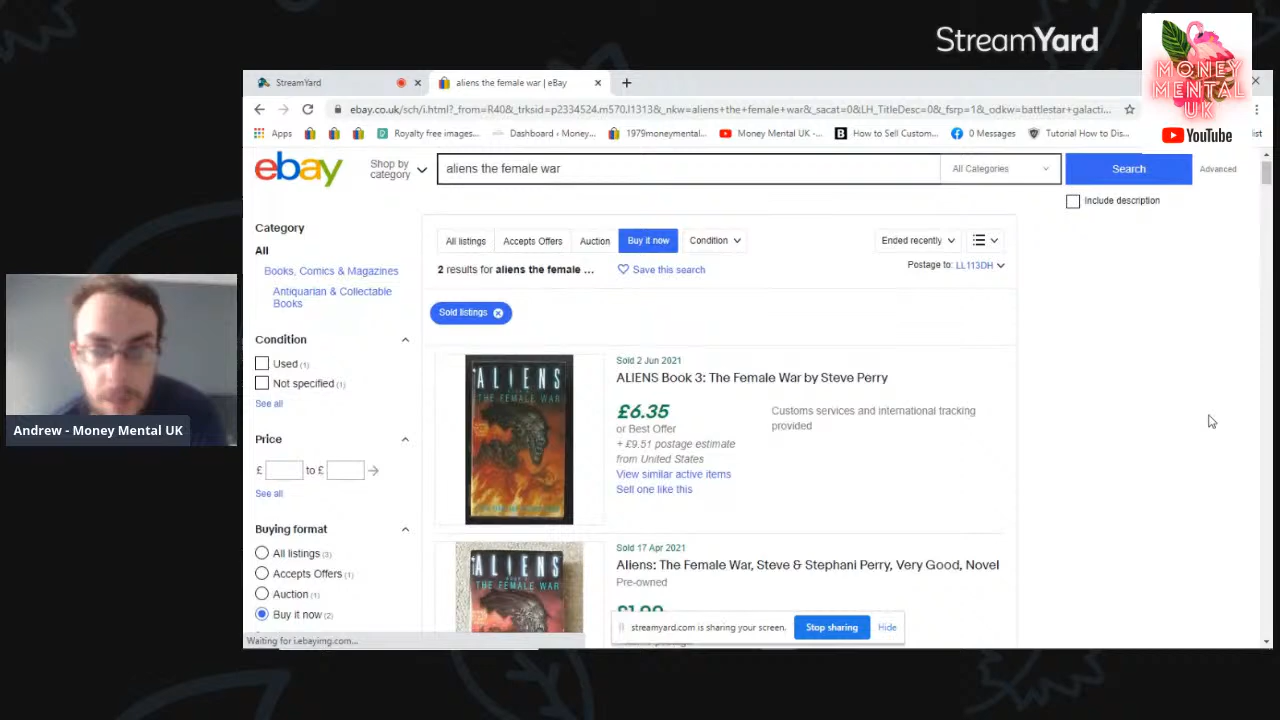 StreamYard
MONEY
MENTAL
UK
YouTube
StreamYard
aliens the female war | eBay
ebay.co.uk/sch/i.html?_from=R40&_trksid=p2334524.m570.l1313&_nkw=aliens+the+female+war&_sacat=0&LH_TitleDesc=0&_fsrp=1&_odkw=battlestar+galacti...
Apps
Royalty free images...
Dashboard ‹ Money...
1979moneymental...
Money Mental UK -...
How to Sell Custom...
0 Messages
Tutorial How to Dis...
list
ebay
Shop by
category
aliens the female war
All Categories
Search
Advanced
Include description
Category
All
Books, Comics & Magazines
Antiquarian & Collectable
Books
Condition
Used (1)
Not specified (1)
See all
Price
£ to £
See all
Buying format
All listings (3)
Accepts Offers (1)
Auction (1)
Buy it now (2)
All listings
Accepts Offers
Auction
Buy it now
Condition
Ended recently
2 results for aliens the female ...
Save this search
Postage to: LL113DH
Sold listings
ALIENS
THE FEMALE WAR
Sold 2 Jun 2021
ALIENS Book 3: The Female War by Steve Perry
£6.35
or Best Offer
+ £9.51 postage estimate
from United States
View similar active items
Sell one like this
Customs services and international tracking
provided
ALIENS
THE FEMALE WAR
Sold 17 Apr 2021
Aliens: The Female War, Steve & Stephani Perry, Very Good, Novel
Pre-owned
£1.99
streamyard.com is sharing your screen.
Stop sharing
Hide
Waiting for i.ebayimg.com...
Andrew - Money Mental UK